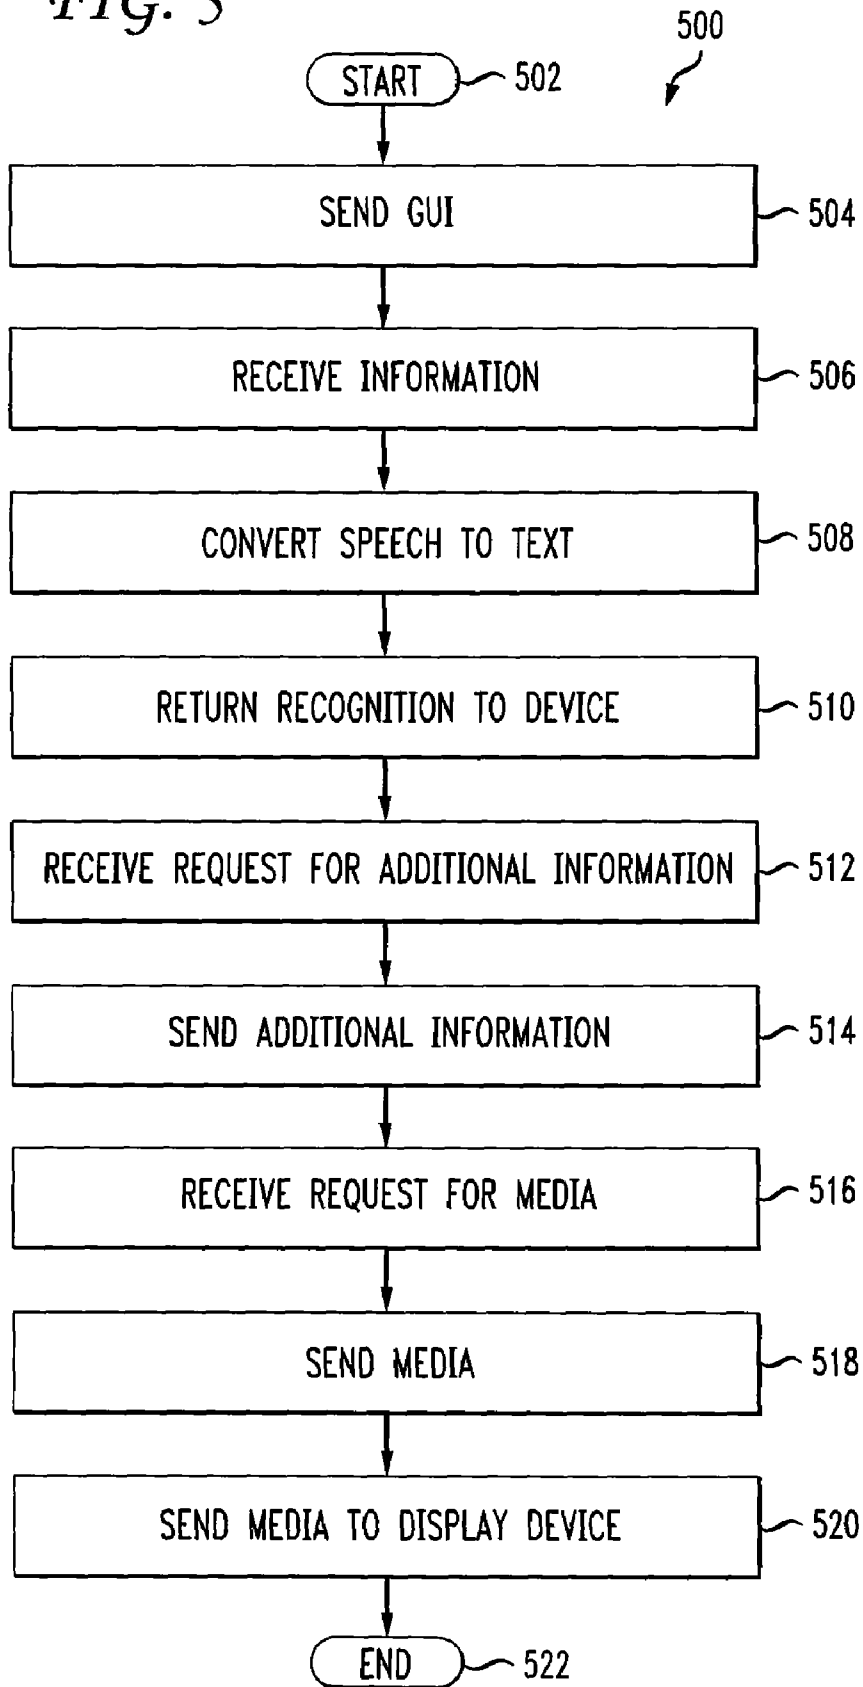 FIG. 5
500
START 502
SEND GUI 504
RECEIVE INFORMATION 506
CONVERT SPEECH TO TEXT 508
RETURN RECOGNITION TO DEVICE 510
RECEIVE REQUEST FOR ADDITIONAL INFORMATION 512
SEND ADDITIONAL INFORMATION 514
RECEIVE REQUEST FOR MEDIA 516
SEND MEDIA 518
SEND MEDIA TO DISPLAY DEVICE 520
END 522